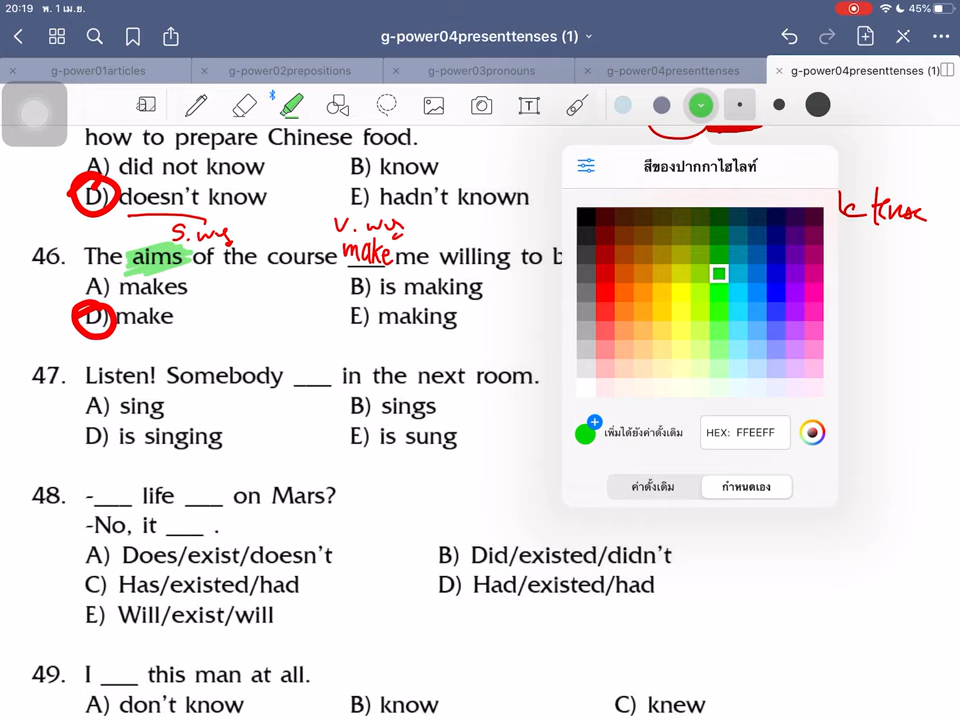 20:19 พ. 1 เม.ย. 45%
g-power04presenttenses (1)
g-power01articles g-power02prepositions g-power03pronouns g-power04presenttenses g-power04presenttenses (1)
how to prepare Chinese food.
A) did not know B) know
D) doesn't know E) hadn't known
tense
46. The aims of the course make me willing to b
A) makes B) is making
D) make E) making
47. Listen! Somebody ___ in the next room.
A) sing B) sings
D) is singing E) is sung
48. -___ life ___ on Mars?
-No, it ___ .
A) Does/exist/doesn't B) Did/existed/didn't
C) Has/existed/had D) Had/existed/had
E) Will/exist/will
49. I ___ this man at all.
A) don't know B) know C) knew
สีของปากกาไฮไลท์
เพิ่มไปยังค่าดั้งเดิม HEX: FFEEFF
ค่าดั้งเดิม กำหนดเอง